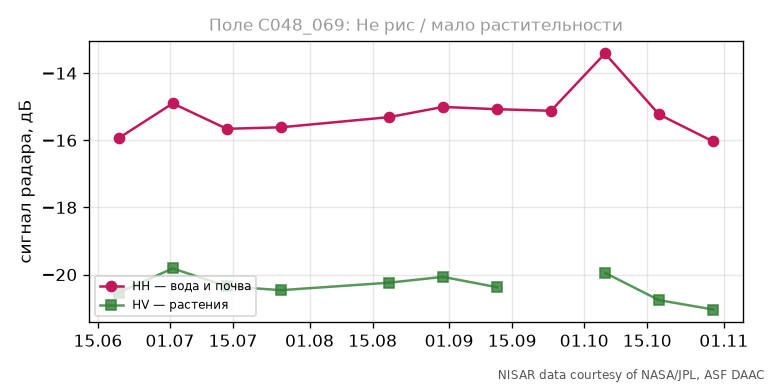 Поле C048_069: Не рис / мало растительности
сигнал радара, дБ
−14
−16
−18
−20
HH — вода и почва
HV — растения
15.06 01.07 15.07 01.08 15.08 01.09 15.09 01.10 15.10 01.11
NISAR data courtesy of NASA/JPL, ASF DAAC